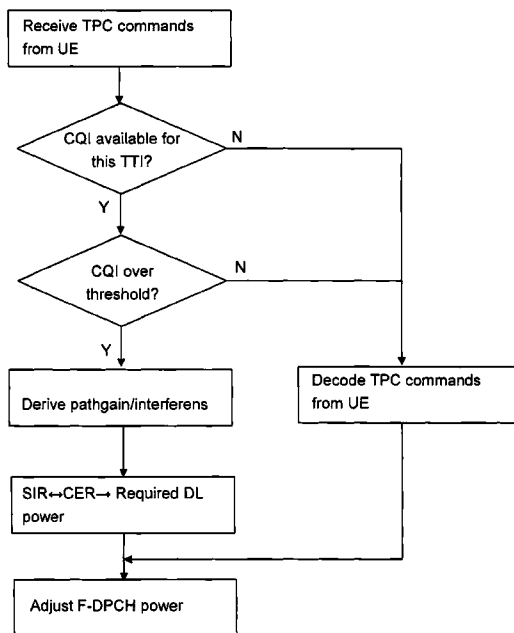 Receive TPC commands
from UE
CQI available for
this TTI?
N
Y
CQI over
threshold?
N
Y
Derive pathgain/interferens
Decode TPC commands
from UE
SIR↔CER→ Required DL
power
Adjust F-DPCH power